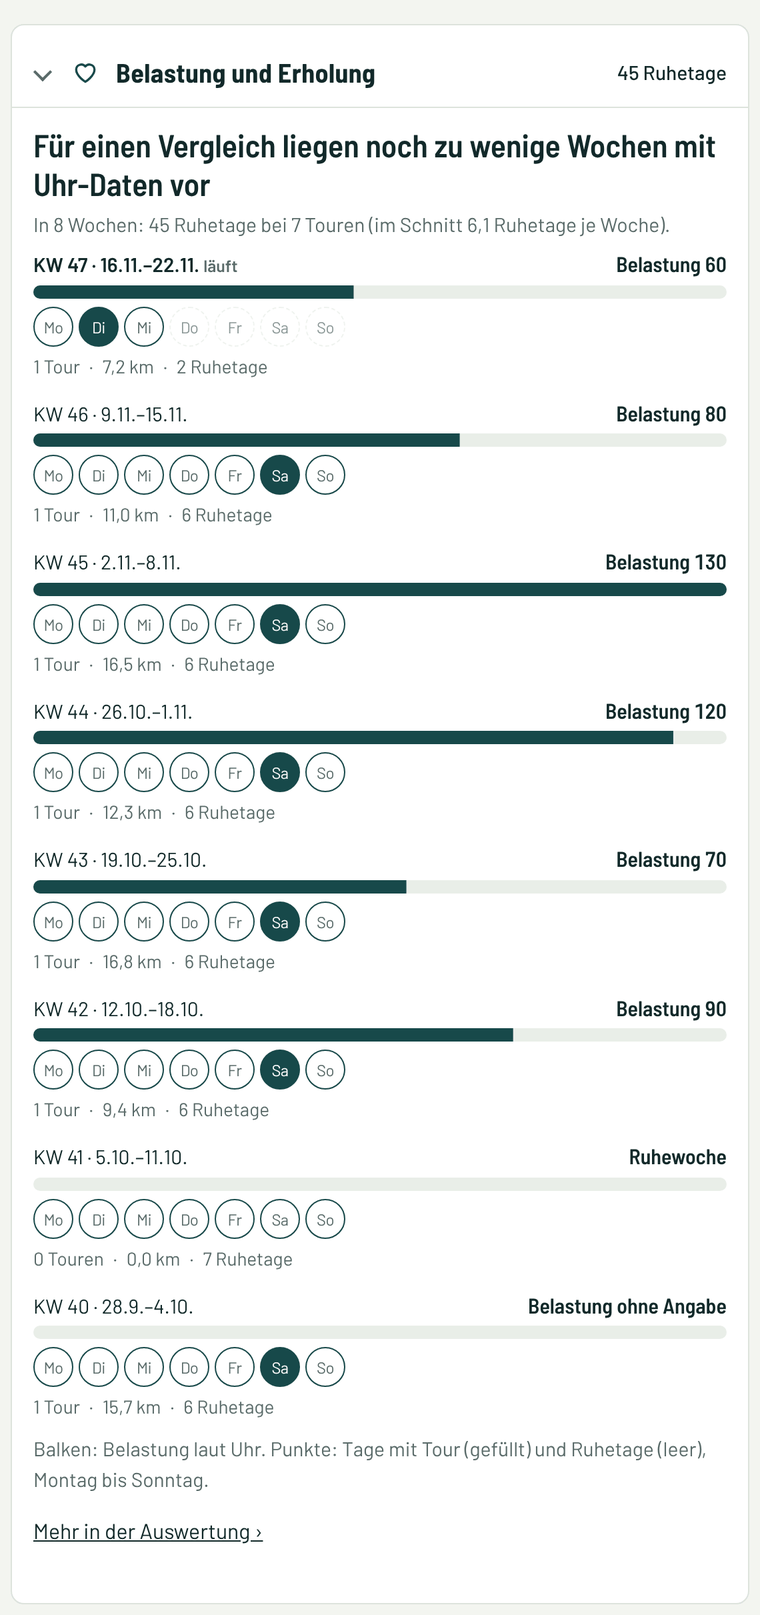 Belastung und Erholung
45 Ruhetage
Für einen Vergleich liegen noch zu wenige Wochen mit
Uhr-Daten vor
In 8 Wochen: 45 Ruhetage bei 7 Touren (im Schnitt 6,1 Ruhetage je Woche).
KW 47 · 16.11.–22.11. läuft
Belastung 60
Mo Di Mi Do Fr Sa So
1 Tour · 7,2 km · 2 Ruhetage
KW 46 · 9.11.–15.11.
Belastung 80
Mo Di Mi Do Fr Sa So
1 Tour · 11,0 km · 6 Ruhetage
KW 45 · 2.11.–8.11.
Belastung 130
Mo Di Mi Do Fr Sa So
1 Tour · 16,5 km · 6 Ruhetage
KW 44 · 26.10.–1.11.
Belastung 120
Mo Di Mi Do Fr Sa So
1 Tour · 12,3 km · 6 Ruhetage
KW 43 · 19.10.–25.10.
Belastung 70
Mo Di Mi Do Fr Sa So
1 Tour · 16,8 km · 6 Ruhetage
KW 42 · 12.10.–18.10.
Belastung 90
Mo Di Mi Do Fr Sa So
1 Tour · 9,4 km · 6 Ruhetage
KW 41 · 5.10.–11.10.
Ruhewoche
Mo Di Mi Do Fr Sa So
0 Touren · 0,0 km · 7 Ruhetage
KW 40 · 28.9.–4.10.
Belastung ohne Angabe
Mo Di Mi Do Fr Sa So
1 Tour · 15,7 km · 6 Ruhetage
Balken: Belastung laut Uhr. Punkte: Tage mit Tour (gefüllt) und Ruhetage (leer),
Montag bis Sonntag.
Mehr in der Auswertung ›